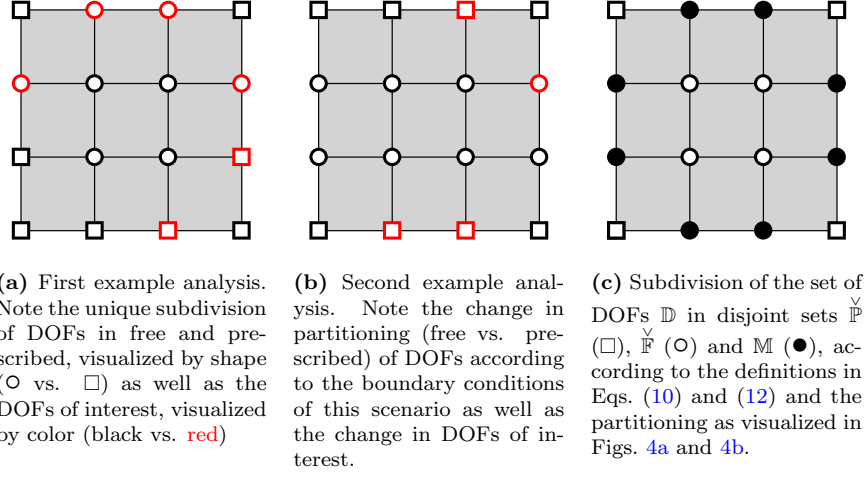 (a) First example analysis.
Note the unique subdivision
of DOFs in free and pre-
scribed, visualized by shape
(○ vs. □) as well as the
DOFs of interest, visualized
by color (black vs. red)
(b) Second example anal-
ysis. Note the change in
partitioning (free vs. pre-
scribed) of DOFs according
to the boundary conditions
of this scenario as well as
the change in DOFs of in-
terest.
(c) Subdivision of the set of
DOFs 𝔻 in disjoint sets ℙ̌
(□), 𝔽̌ (○) and 𝕄 (●), ac-
cording to the definitions in
Eqs. (10) and (12) and the
partitioning as visualized in
Figs. 4a and 4b.